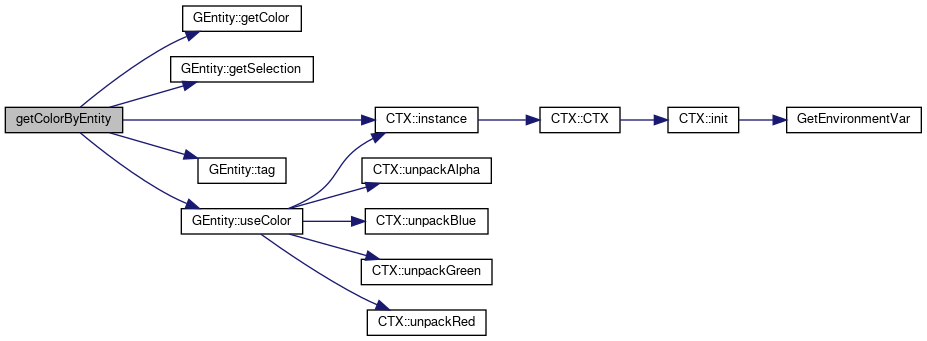 GEntity::getColor
GEntity::getSelection
getColorByEntity
CTX::instance
CTX::CTX
CTX::init
GetEnvironmentVar
GEntity::tag
CTX::unpackAlpha
GEntity::useColor
CTX::unpackBlue
CTX::unpackGreen
CTX::unpackRed